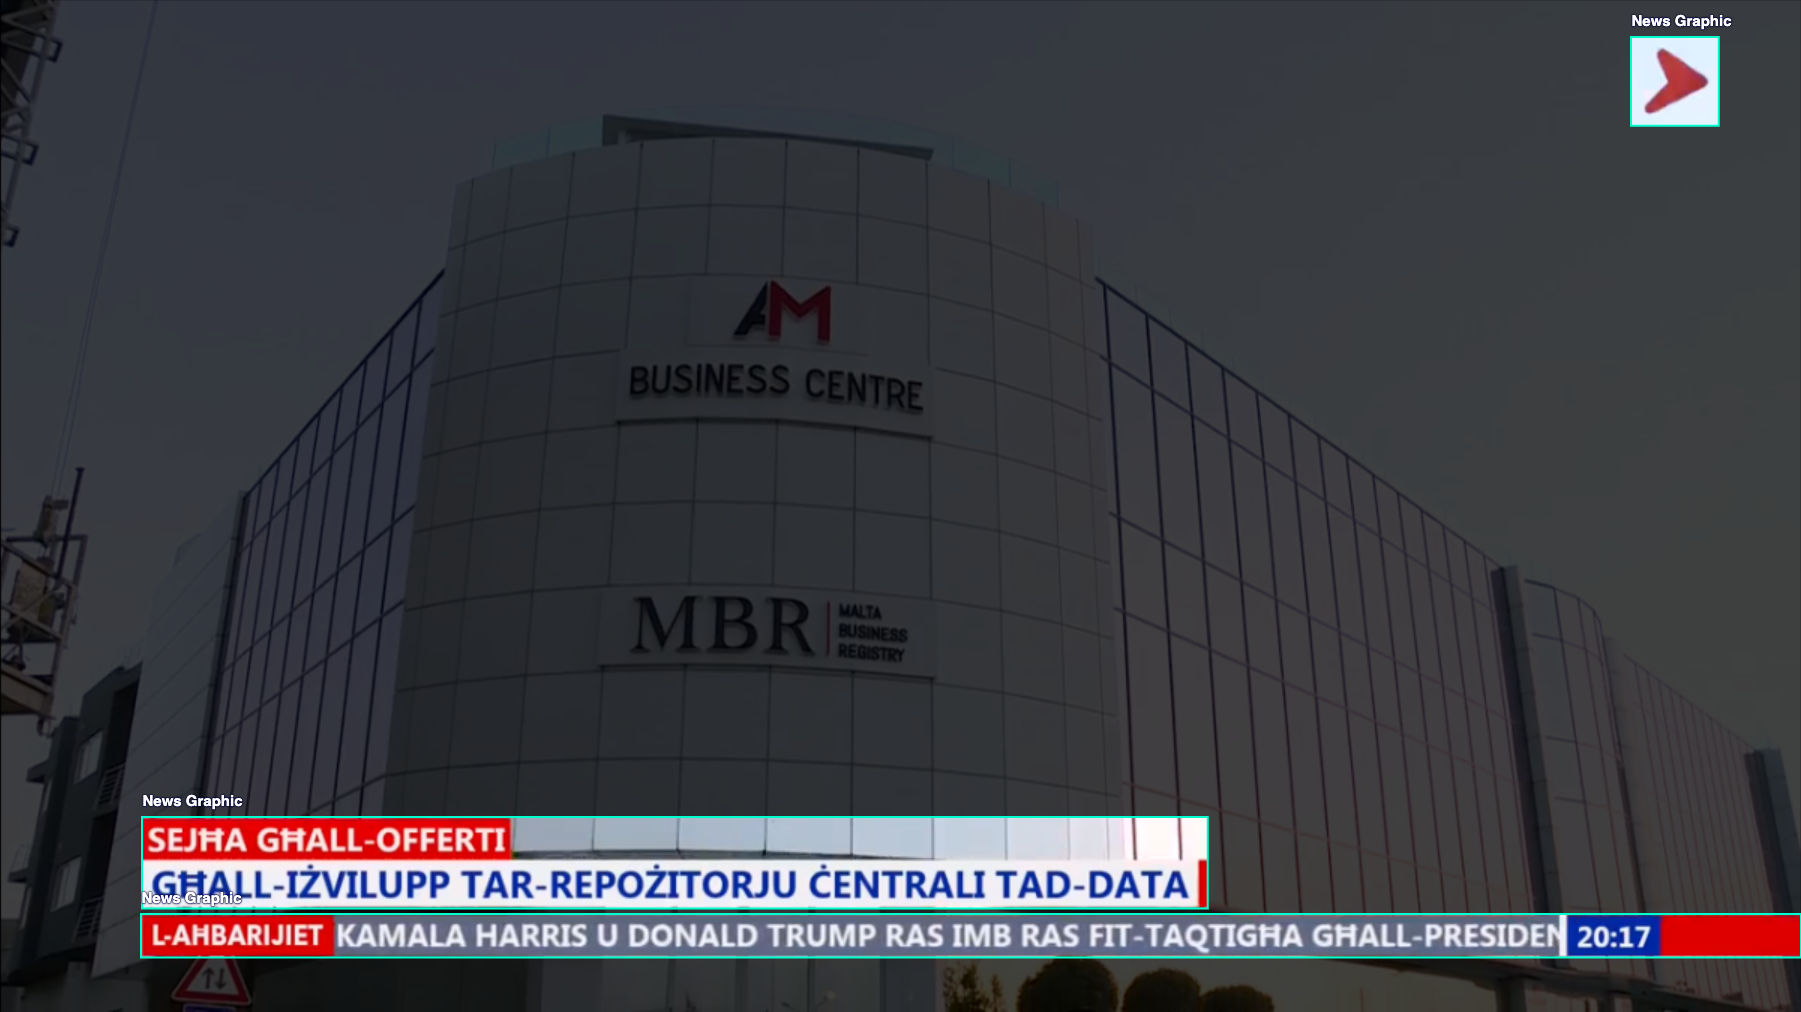 News Graphic
AM
BUSINESS CENTRE
MBR
MALTA
BUSINESS
REGISTRY
News Graphic
SEJĦA GĦALL-OFFERTI
GĦALL-IŻVILUPP TAR-REPOŻITORJU ĊENTRALI TAD-DATA
News Graphic
L-AĦBARIJIET KAMALA HARRIS U DONALD TRUMP RAS IMB RAS FIT-TAQTIGĦA GĦALL-PRESIDEN 20:17